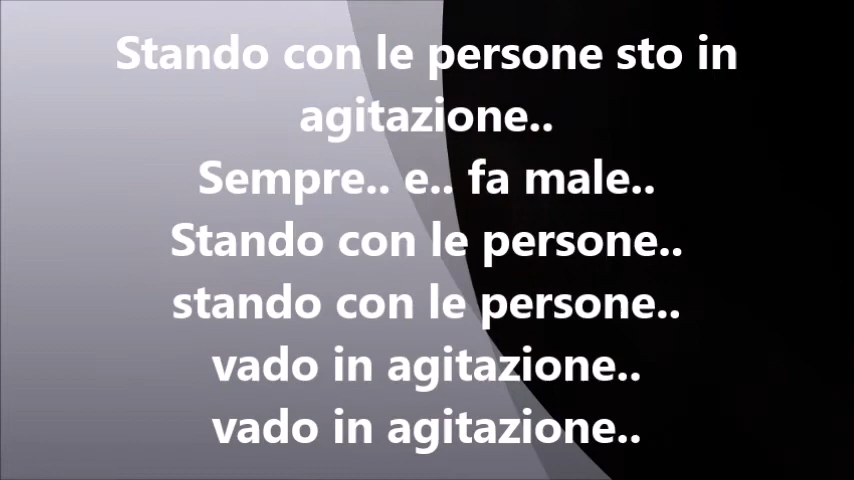 Stando con le persone sto in
agitazione..
Sempre.. e.. fa male..
Stando con le persone..
stando con le persone..
vado in agitazione..
vado in agitazione..